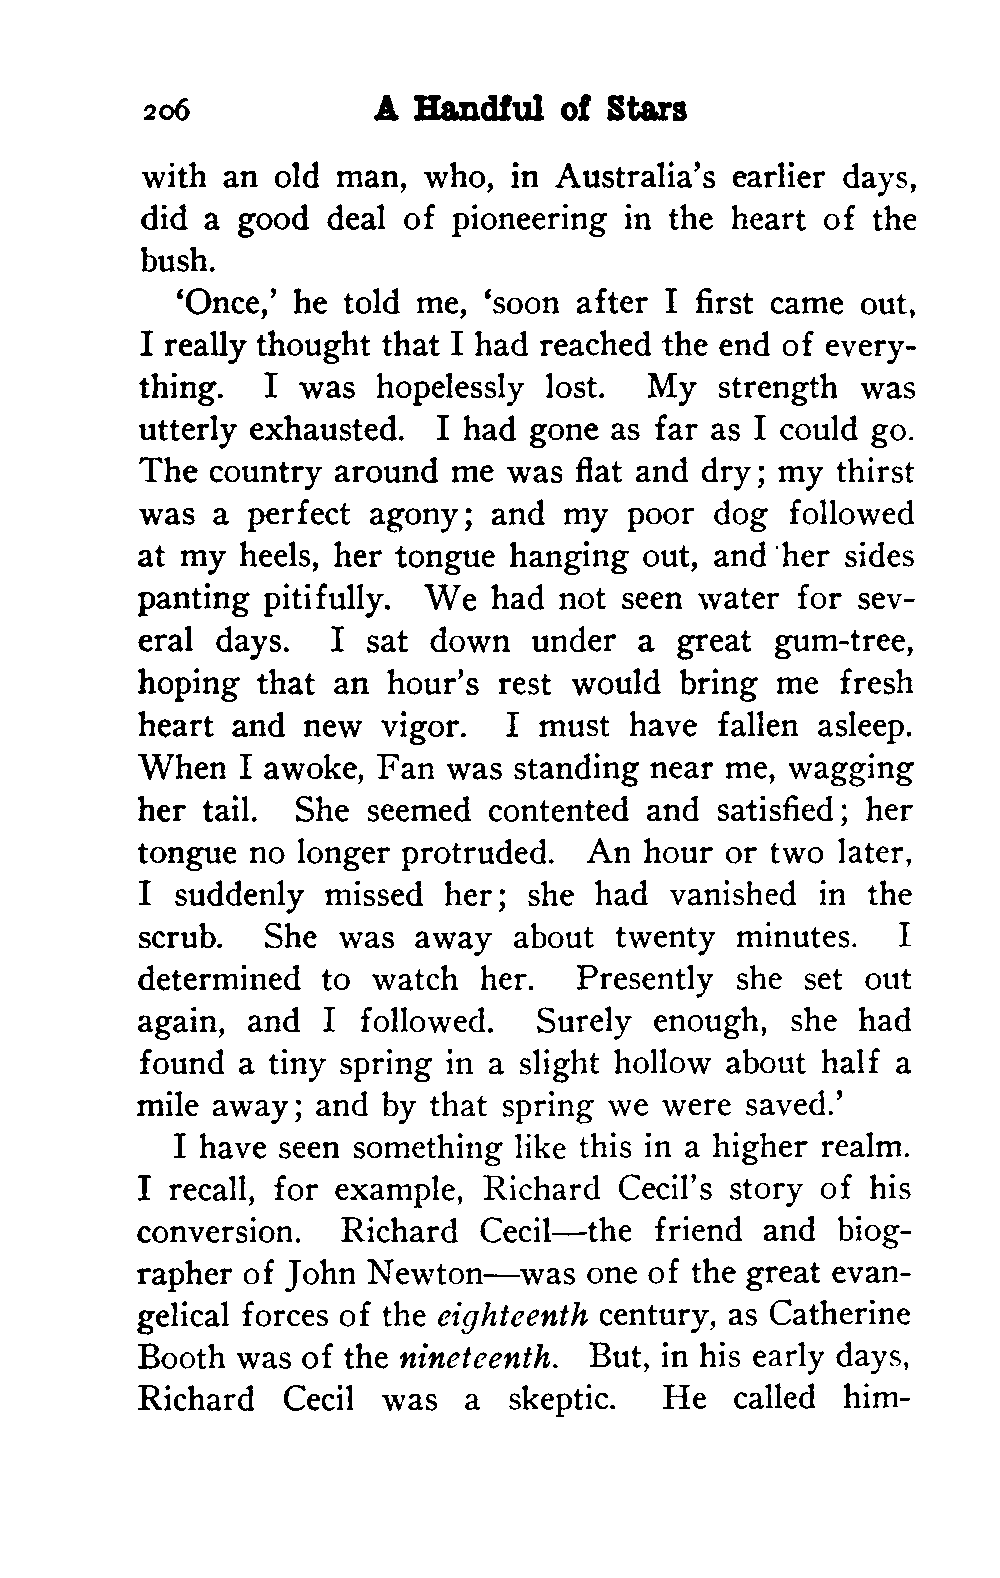 206 A Handful of Stars
with an old man, who, in Australia's earlier days,
did a good deal of pioneering in the heart of the
bush.
'Once,' he told me, 'soon after I first came out,
I really thought that I had reached the end of every-
thing. I was hopelessly lost. My strength was
utterly exhausted. I had gone as far as I could go.
The country around me was flat and dry; my thirst
was a perfect agony; and my poor dog followed
at my heels, her tongue hanging out, and her sides
panting pitifully. We had not seen water for sev-
eral days. I sat down under a great gum-tree,
hoping that an hour's rest would bring me fresh
heart and new vigor. I must have fallen asleep.
When I awoke, Fan was standing near me, wagging
her tail. She seemed contented and satisfied; her
tongue no longer protruded. An hour or two later,
I suddenly missed her; she had vanished in the
scrub. She was away about twenty minutes. I
determined to watch her. Presently she set out
again, and I followed. Surely enough, she had
found a tiny spring in a slight hollow about half a
mile away; and by that spring we were saved.'
I have seen something like this in a higher realm.
I recall, for example, Richard Cecil's story of his
conversion. Richard Cecil—the friend and biog-
rapher of John Newton—was one of the great evan-
gelical forces of the eighteenth century, as Catherine
Booth was of the nineteenth. But, in his early days,
Richard Cecil was a skeptic. He called him-